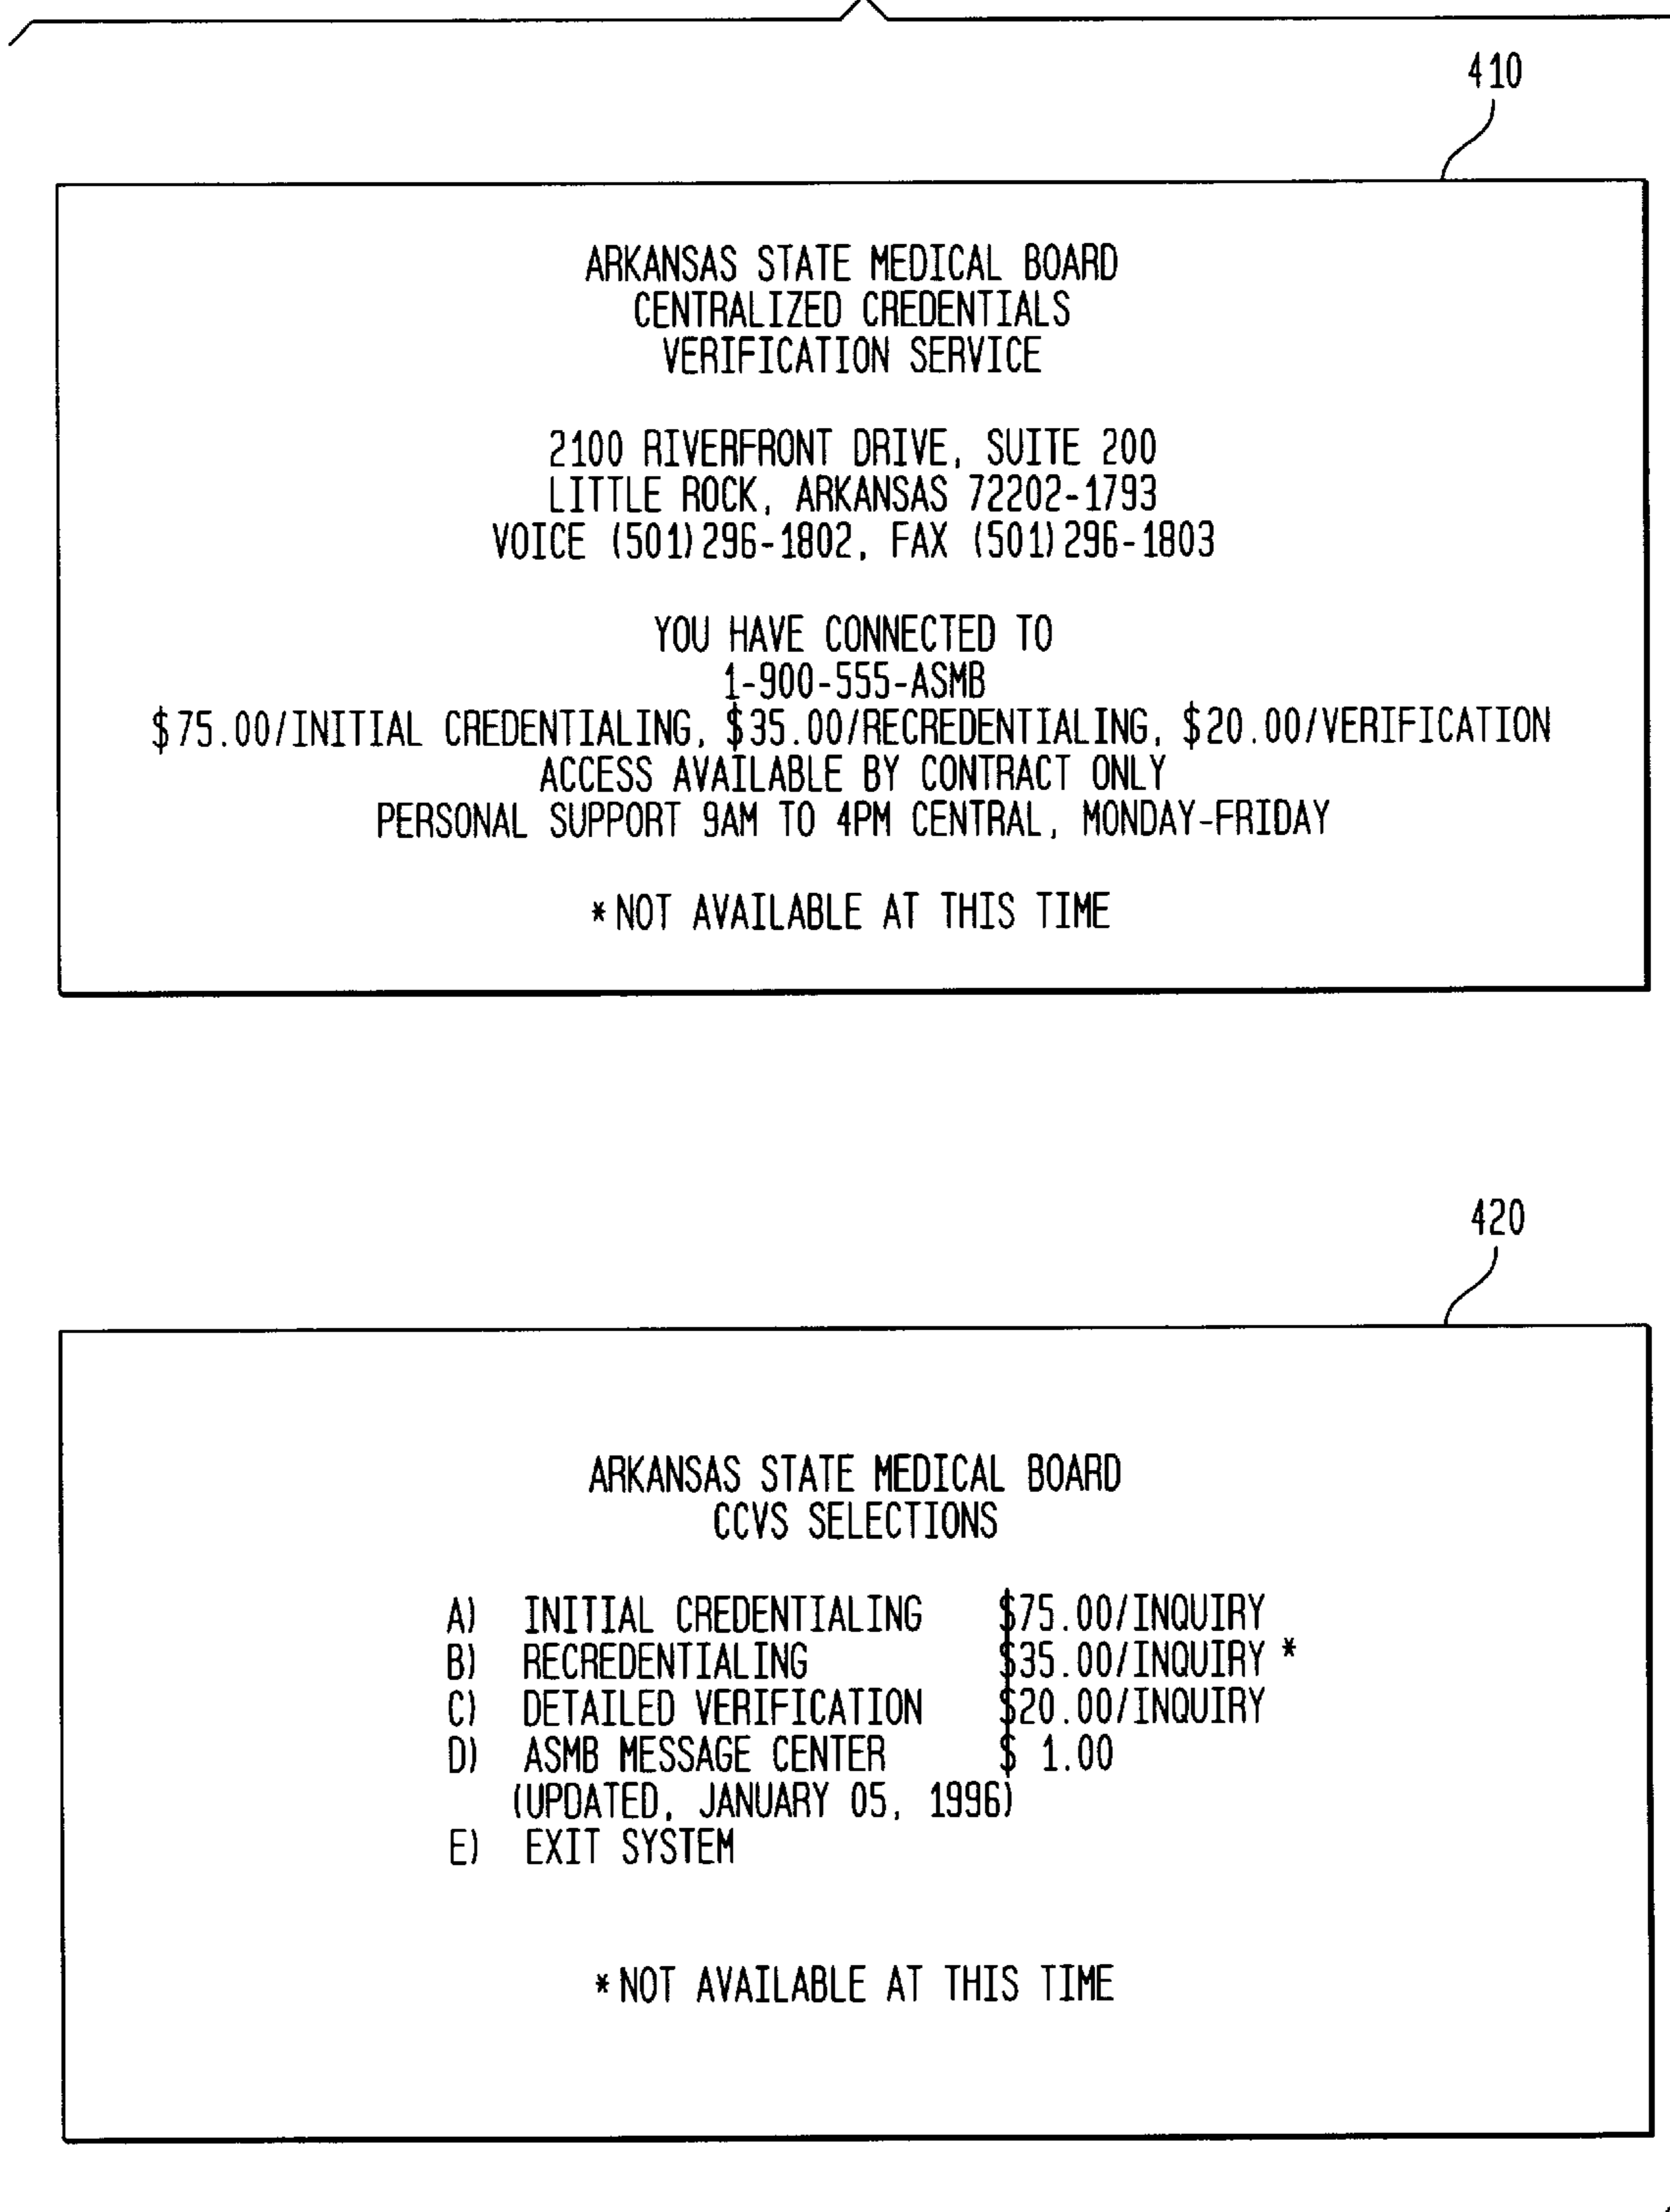 410
ARKANSAS STATE MEDICAL BOARD
CENTRALIZED CREDENTIALS
VERIFICATION SERVICE
2100 RIVERFRONT DRIVE, SUITE 200
LITTLE ROCK, ARKANSAS 72202-1793
VOICE (501)296-1802, FAX (501)296-1803
YOU HAVE CONNECTED TO
1-900-555-ASMB
$75.00/INITIAL CREDENTIALING, $35.00/RECREDENTIALING, $20.00/VERIFICATION
ACCESS AVAILABLE BY CONTRACT ONLY
PERSONAL SUPPORT 9AM TO 4PM CENTRAL, MONDAY-FRIDAY
*NOT AVAILABLE AT THIS TIME
420
ARKANSAS STATE MEDICAL BOARD
CCVS SELECTIONS
A) INITIAL CREDENTIALING $75.00/INQUIRY
B) RECREDENTIALING $35.00/INQUIRY *
C) DETAILED VERIFICATION $20.00/INQUIRY
D) ASMB MESSAGE CENTER $ 1.00
(UPDATED, JANUARY 05, 1996)
E) EXIT SYSTEM
*NOT AVAILABLE AT THIS TIME